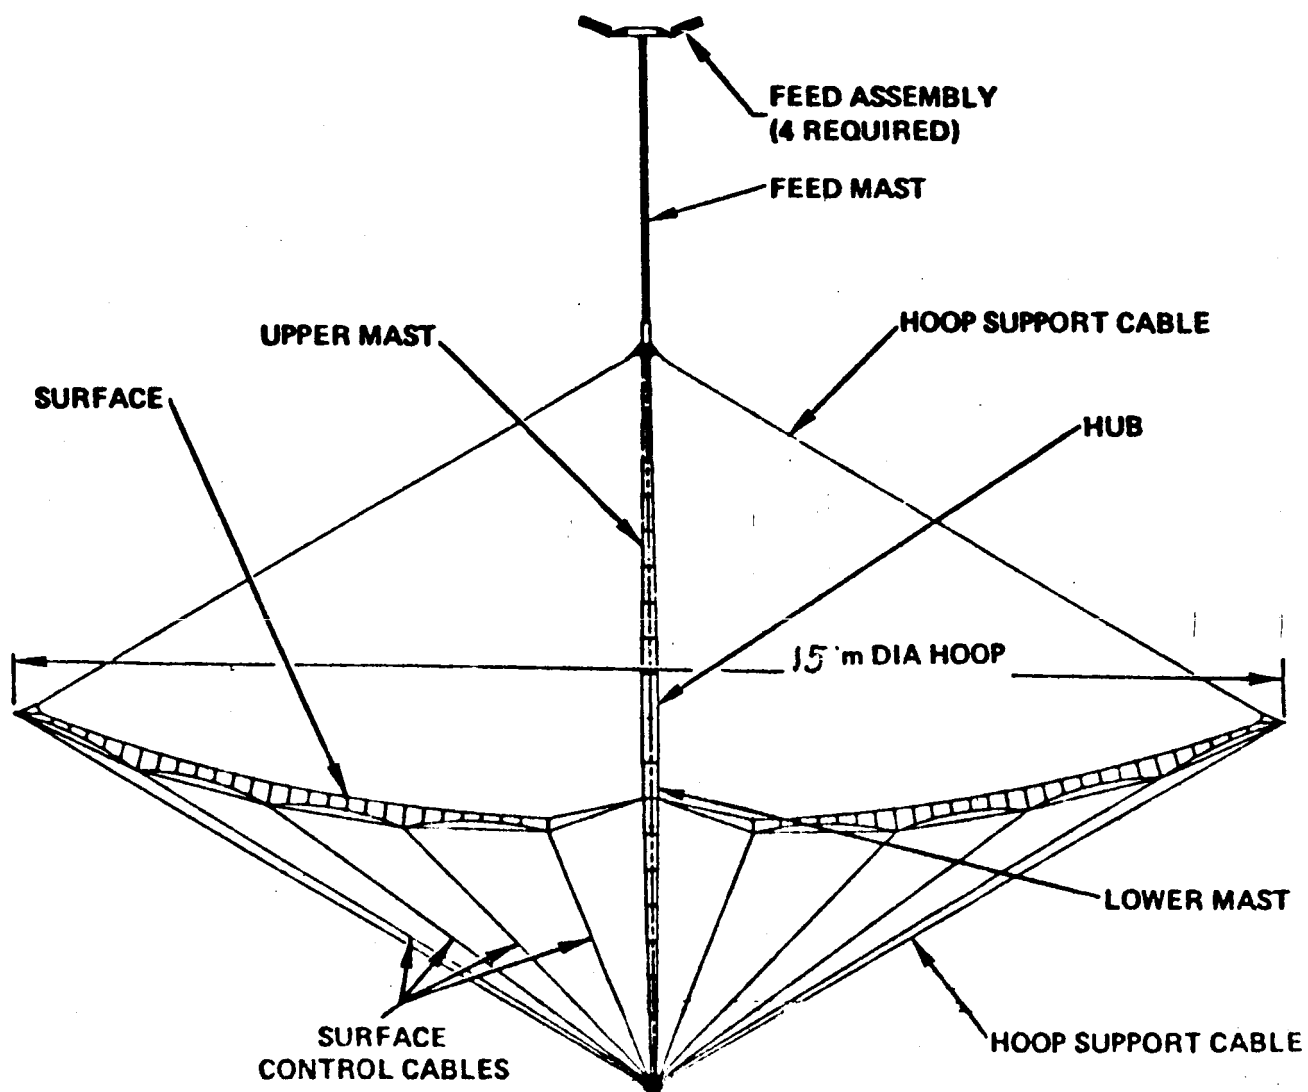 FEED ASSEMBLY
(4 REQUIRED)
FEED MAST
UPPER MAST
HOOP SUPPORT CABLE
SURFACE
HUB
15 m DIA HOOP
LOWER MAST
SURFACE
CONTROL CABLES
HOOP SUPPORT CABLE